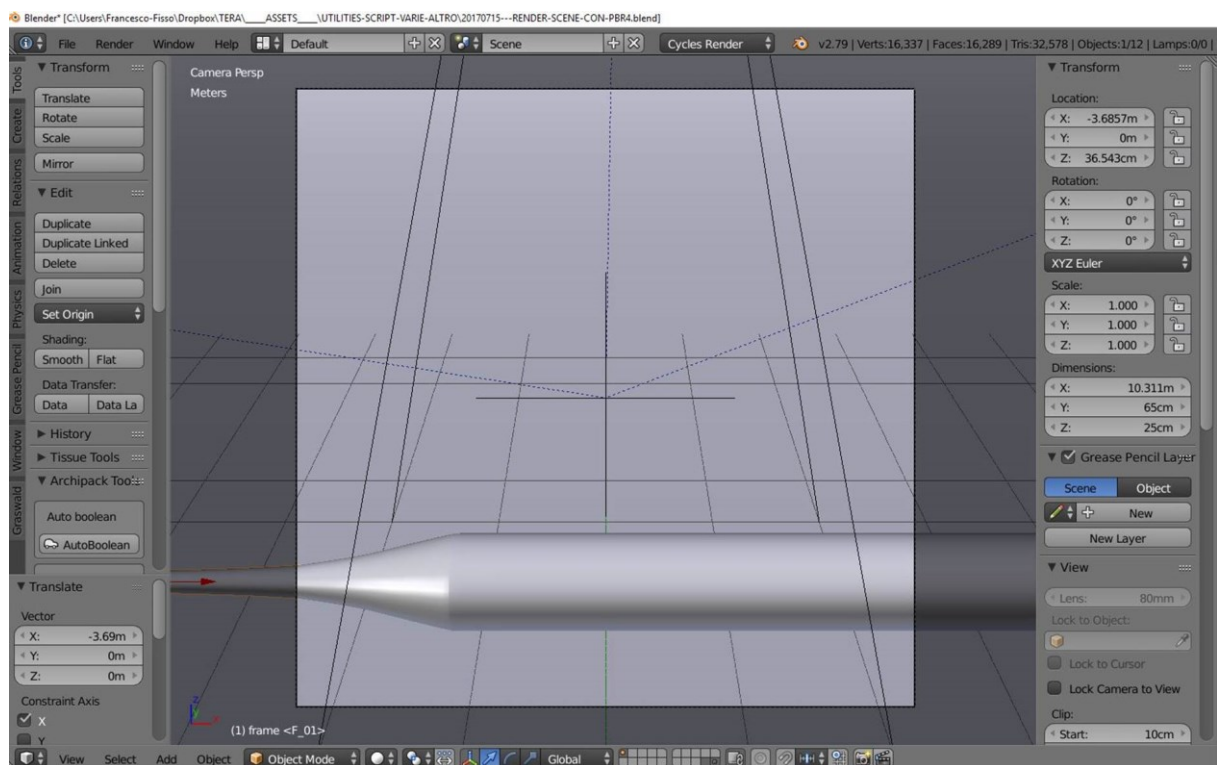 Blender* [C:\Users\Francesco-Fisso\Dropbox\TERA\____ASSETS____\UTILITIES-SCRIPT-VARIE-ALTRO\20170715---RENDER-SCENE-CON-PBR4.blend]
File Render Window Help Default Scene Cycles Render v2.79 | Verts:16,337 | Faces:16,289 | Tris:32,578 | Objects:1/12 | Lamps:0/0 |
Tools
Create
Relations
Animation
Physics
Grease Pencil
Window
Graswald
Transform
Translate
Rotate
Scale
Mirror
Edit
Duplicate
Duplicate Linked
Delete
Join
Set Origin
Shading:
Smooth Flat
Data Transfer:
Data Data La
History
Tissue Tools
Archipack Tools
Auto boolean
AutoBoolean
Translate
Vector
X: -3.69m
Y: 0m
Z: 0m
Constraint Axis
X
Y
Camera Persp
Meters
z
y
x
(1) frame <F_01>
Transform
Location:
X: -3.6857m
Y: 0m
Z: 36.543cm
Rotation:
X: 0°
Y: 0°
Z: 0°
XYZ Euler
Scale:
X: 1.000
Y: 1.000
Z: 1.000
Dimensions:
X: 10.311m
Y: 65cm
Z: 25cm
Grease Pencil Layer
Scene Object
New
New Layer
View
Lens: 80mm
Lock to Object:
Lock to Cursor
Lock Camera to View
Clip:
Start: 10cm
View Select Add Object Object Mode Global